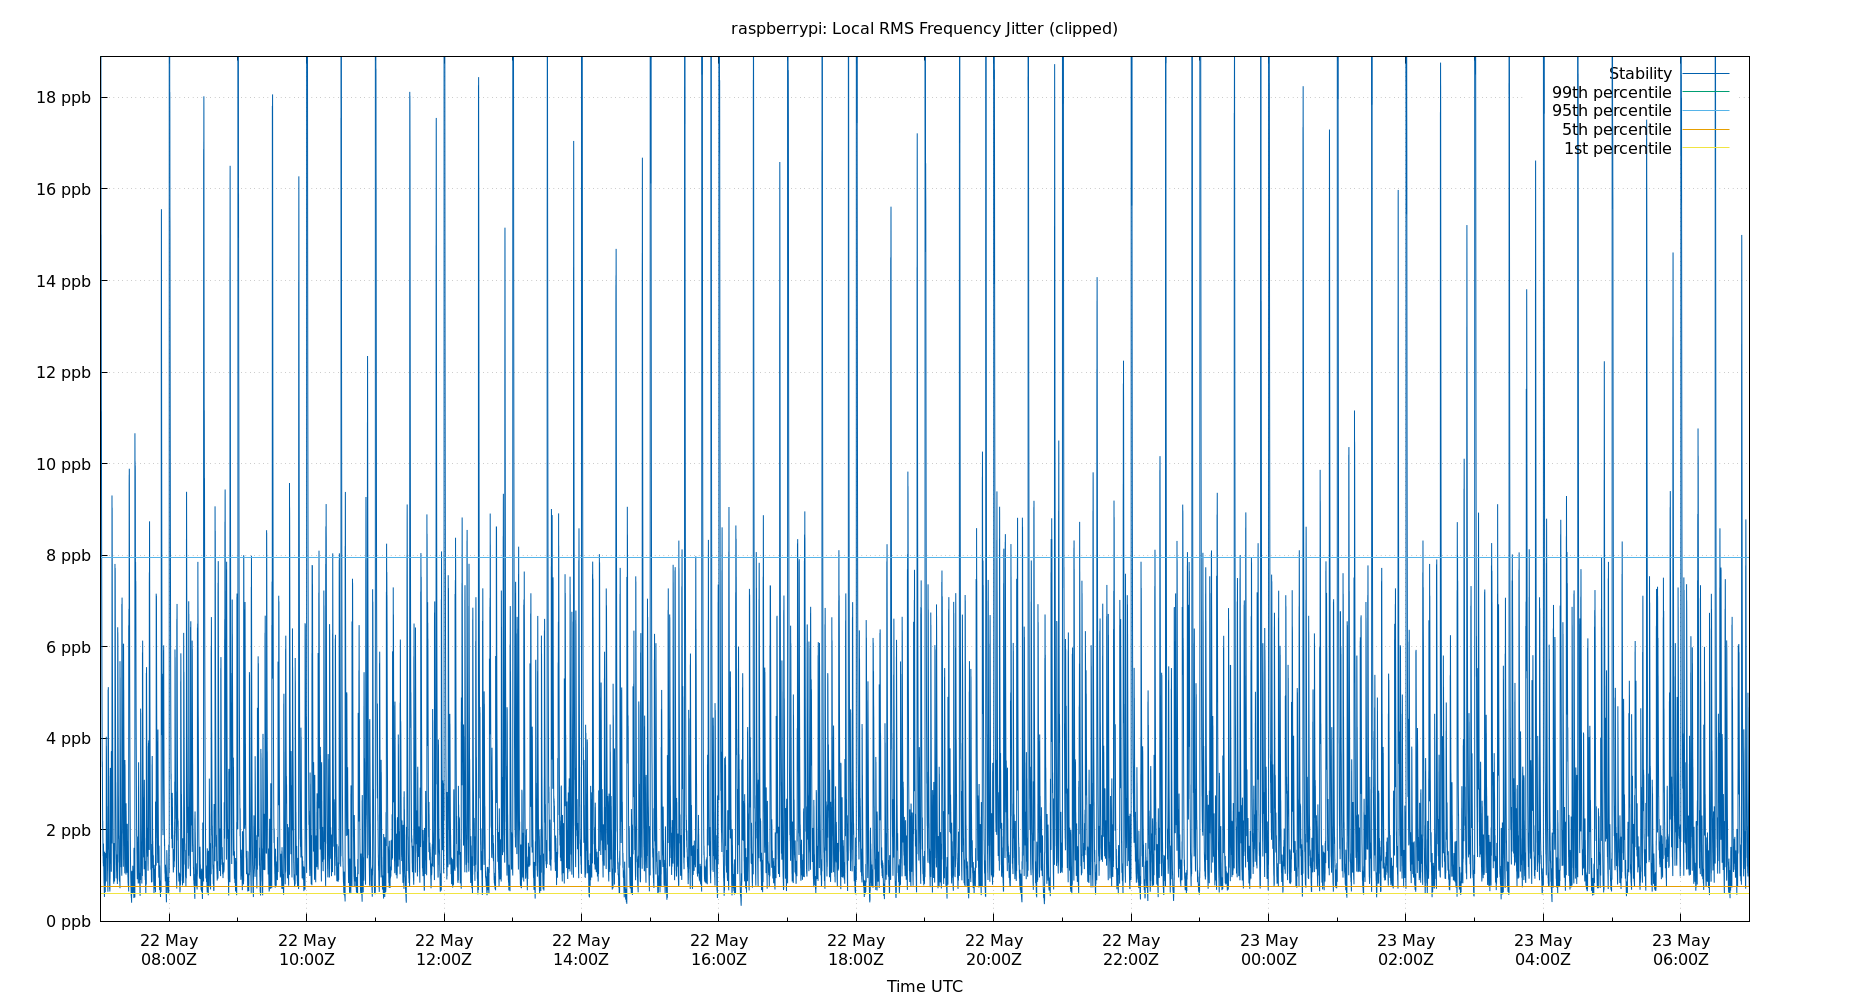 raspberrypi: Local RMS Frequency Jitter (clipped)
Stability
99th percentile
95th percentile
5th percentile
1st percentile
18 ppb
16 ppb
14 ppb
12 ppb
10 ppb
8 ppb
6 ppb
4 ppb
2 ppb
0 ppb
22 May 22 May 22 May 22 May 22 May 22 May 22 May 22 May 23 May 23 May 23 May 23 May
08:00Z 10:00Z 12:00Z 14:00Z 16:00Z 18:00Z 20:00Z 22:00Z 00:00Z 02:00Z 04:00Z 06:00Z
Time UTC